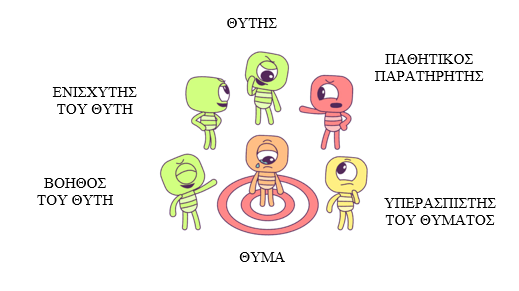 ΘΥΤΗΣ
ΠΑΘΗΤΙΚΟΣ
ΠΑΡΑΤΗΡΗΤΗΣ
ΕΝΙΣΧΥΤΗΣ
ΤΟΥ ΘΥΤΗ
ΒΟΗΘΟΣ
ΤΟΥ ΘΥΤΗ
ΥΠΕΡΑΣΠΙΣΤΗΣ
ΤΟΥ ΘΥΜΑΤΟΣ
ΘΥΜΑ